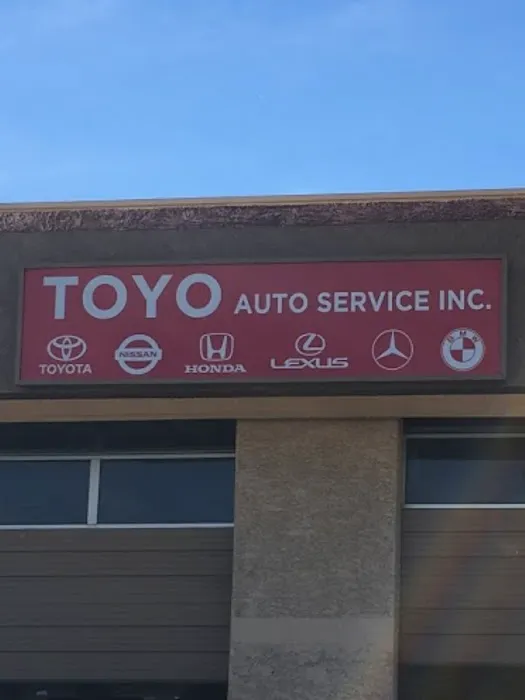 TOYO AUTO SERVICE INC.
TOYOTA NISSAN HONDA LEXUS BMW